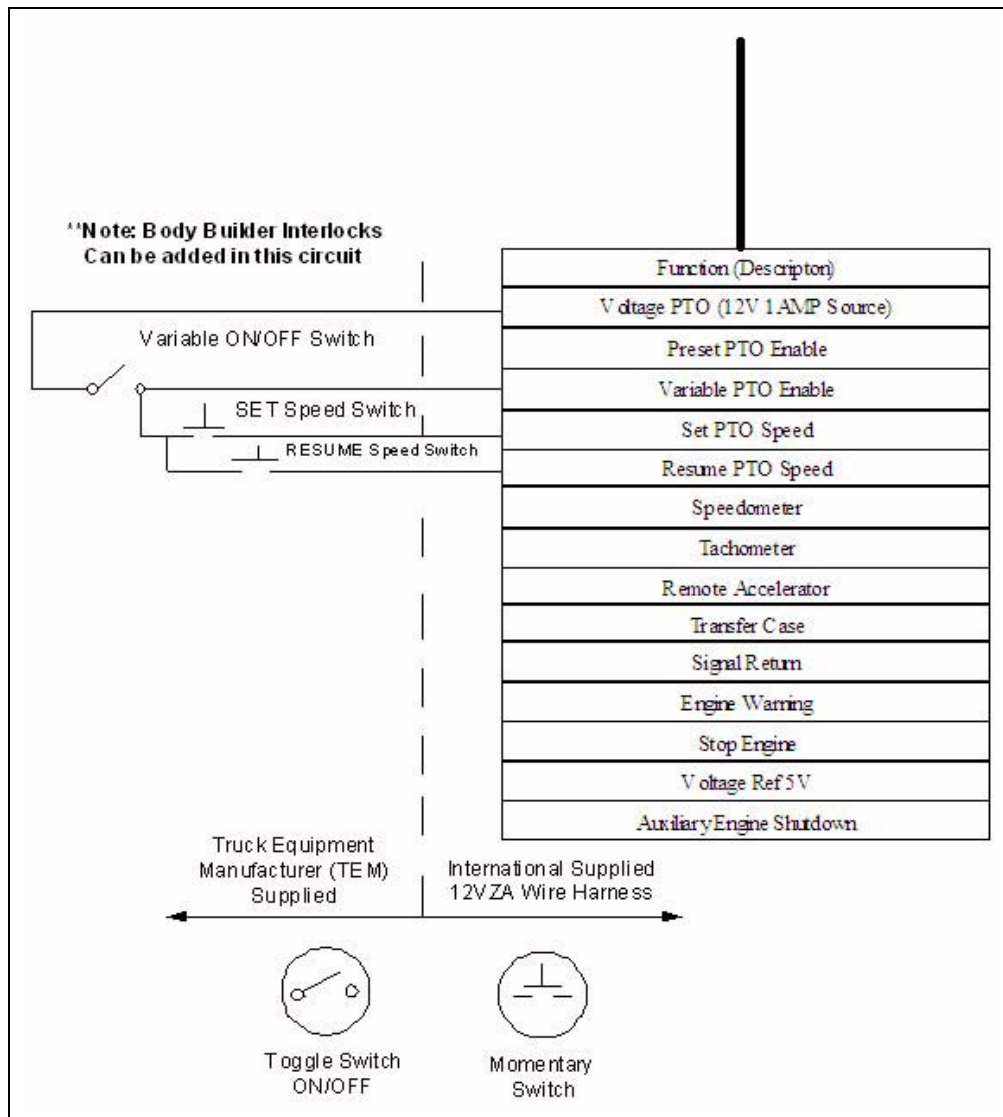 **Note: Body Builder Interlocks
Can be added in this circuit
Function (Descripton)
Voltage PTO (12V 1 AMP Source)
Variable ON/OFF Switch
Preset PTO Enable
Variable PTO Enable
SET Speed Switch
Set PTO Speed
RESUME Speed Switch
Resume PTO Speed
Speedometer
Tachometer
Remote Accelerator
Transfer Case
Signal Return
Engine Warning
Stop Engine
Voltage Ref 5V
Auxiliary Engine Shutdown
Truck Equipment
Manufacturer (TEM)
Supplied
International Supplied
12VZA Wire Harness
Toggle Switch
ON/OFF
Momentary
Switch